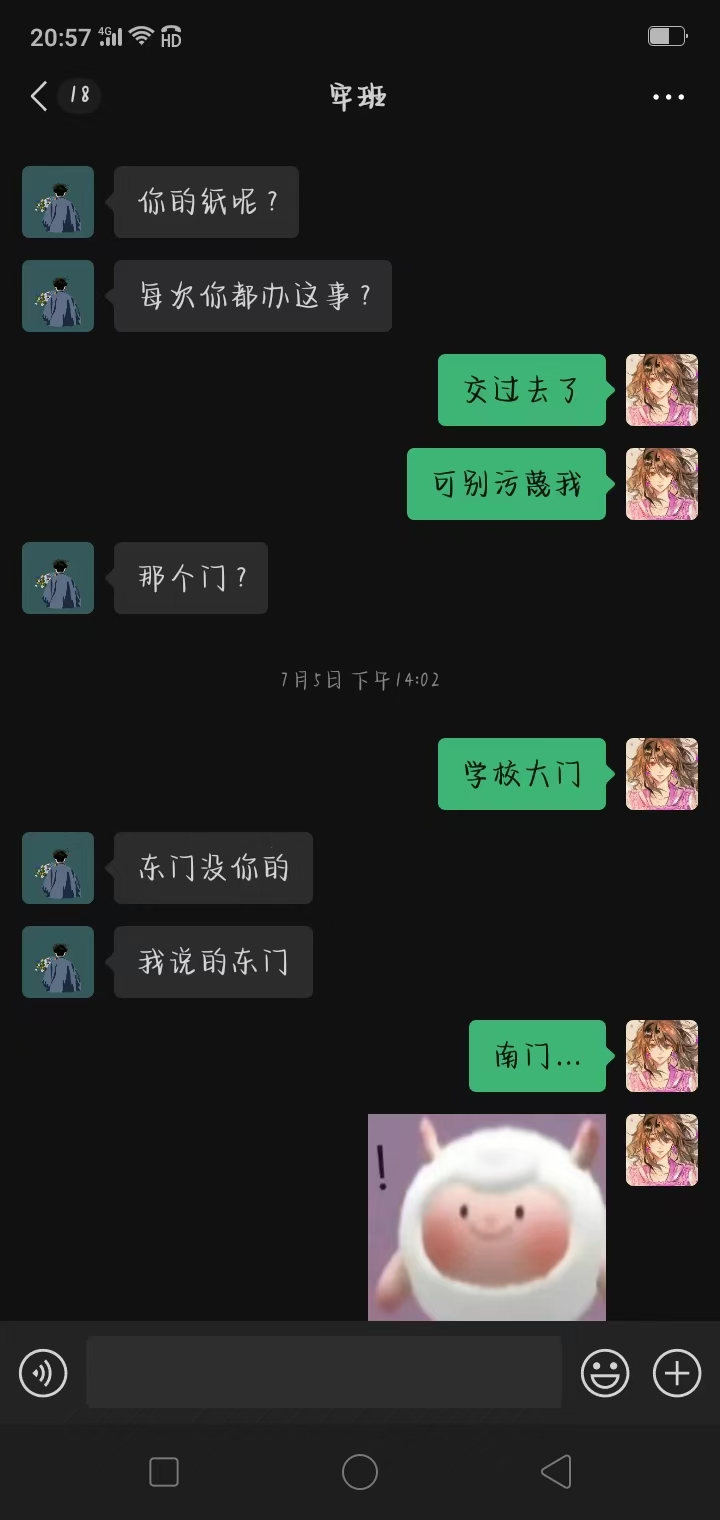 20:57 4G HD
18 牢班
你的纸呢？
每次你都办这事？
交过去了
可别污蔑我
那个门？
7月5日 下午14:02
学校大门
东门没你的
我说的东门
南门...
!